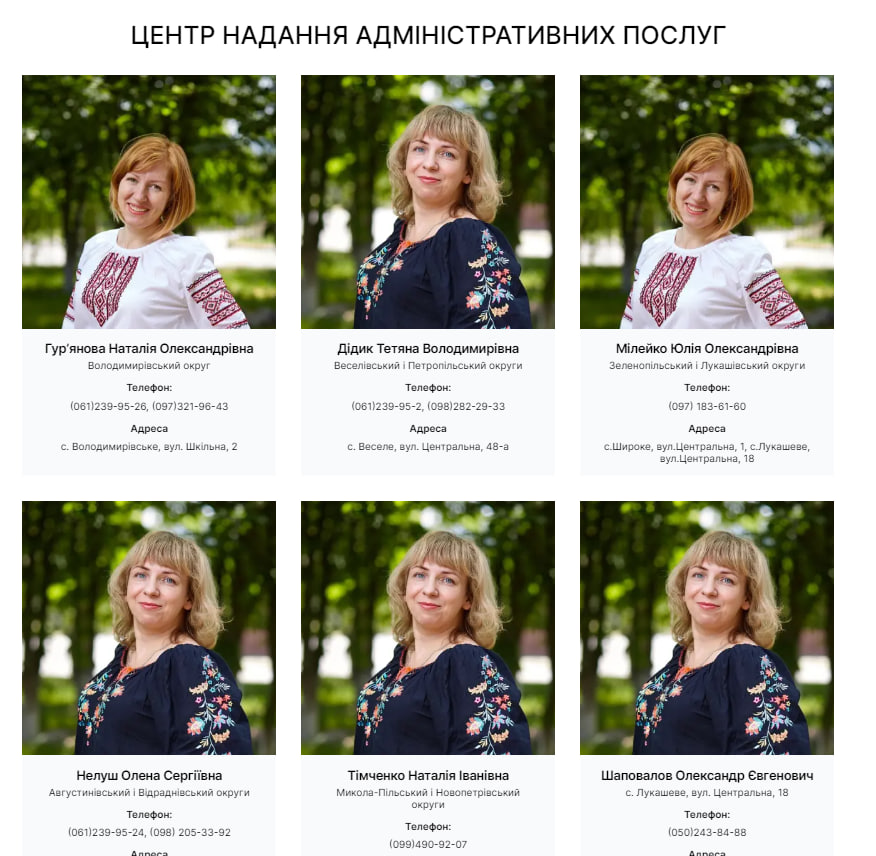 ЦЕНТР НАДАННЯ АДМІНІСТРАТИВНИХ ПОСЛУГ
Гур’янова Наталія Олександрівна
Володимирівський округ
Телефон:
(061)239-95-26, (097)321-96-43
Адреса
с. Володимирівське, вул. Шкільна, 2
Дідик Тетяна Володимирівна
Веселівський і Петропільський округи
Телефон:
(061)239-95-2, (098)282-29-33
Адреса
с. Веселе, вул. Центральна, 48-а
Мілейко Юлія Олександрівна
Зеленопільський і Лукашівський округи
Телефон:
(097) 183-61-60
Адреса
с.Широке, вул.Центральна, 1, с.Лукашеве,
вул.Центральна, 18
Нелуш Олена Сергіївна
Августинівський і Відраднівський округи
Телефон:
(061)239-95-24, (098) 205-33-92
Адреса
Тімченко Наталія Іванівна
Микола-Пільський і Новопетрівський
округи
Телефон:
(099)490-92-07
Шаповалов Олександр Євгенович
с. Лукашеве, вул. Центральна, 18
Телефон:
(050)243-84-88
Адреса